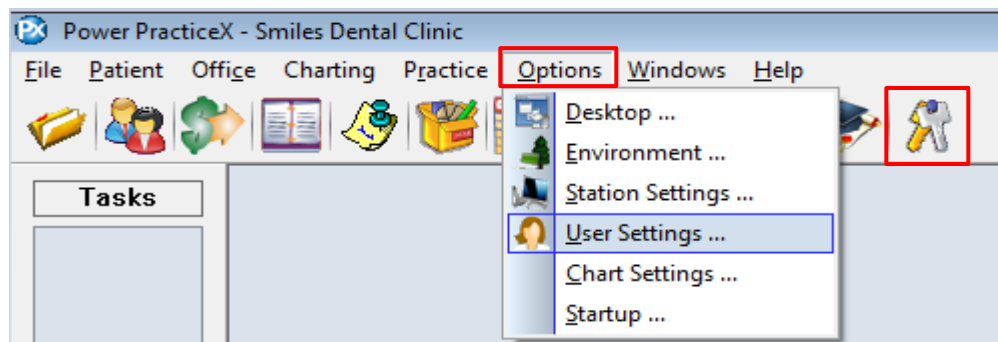 PX Power PracticeX - Smiles Dental Clinic
File Patient Office Charting Practice Options Windows Help
Desktop ...
Environment ...
Station Settings ...
User Settings ...
Chart Settings ...
Startup ...
Tasks